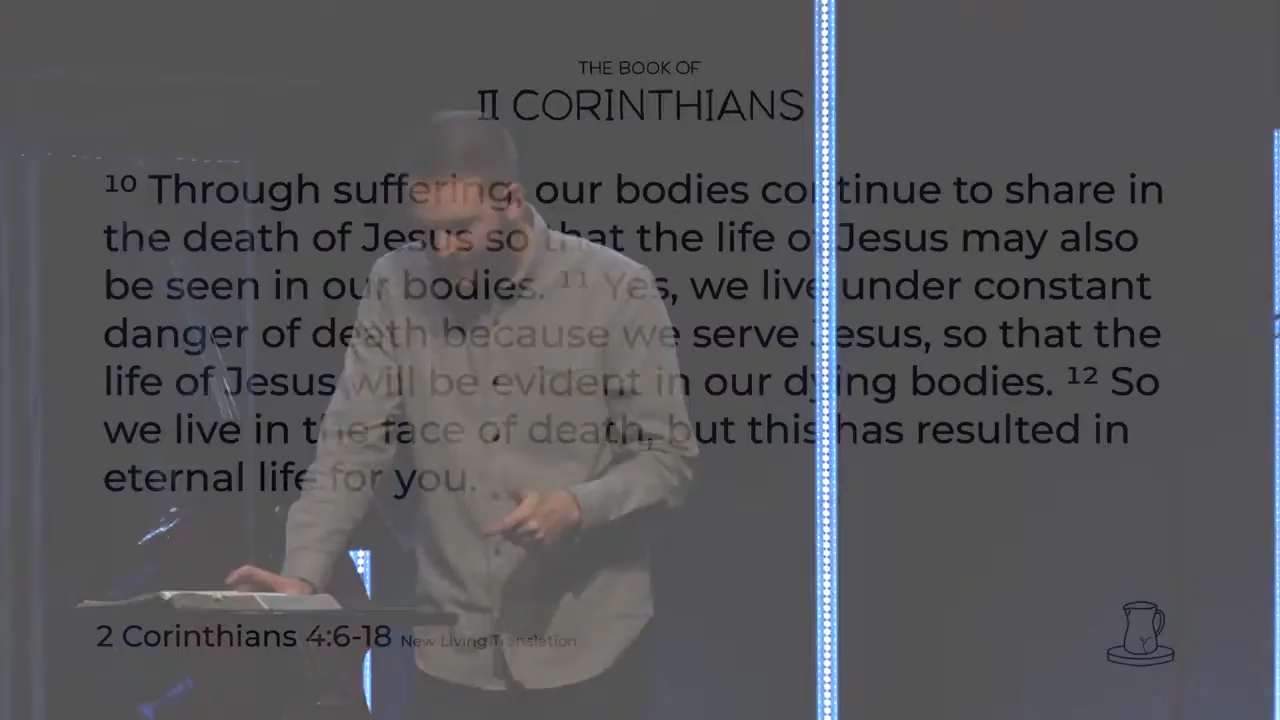 THE BOOK OF
II CORINTHIANS
¹⁰ Through suffering, our bodies continue to share in
the death of Jesus so that the life of Jesus may also
be seen in our bodies. ¹¹ Yes, we live under constant
danger of death because we serve Jesus, so that the
life of Jesus will be evident in our dying bodies. ¹² So
we live in the face of death, but this has resulted in
eternal life for you.
2 Corinthians 4:6-18 New Living Translation